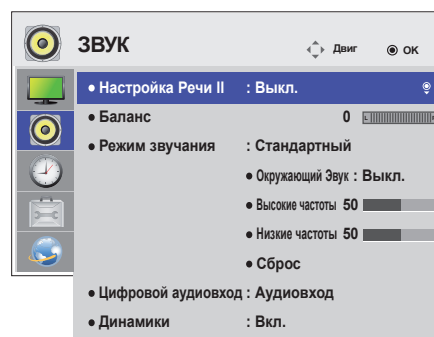 ЗВУК Двиг ОК
• Настройка Речи II : Выкл.
• Баланс 0 L
• Режим звучания : Стандартный
• Окружающий Звук : Выкл.
• Высокие частоты 50
• Низкие частоты 50
• Сброс
• Цифровой аудиовход : Аудиовход
• Динамики : Вкл.